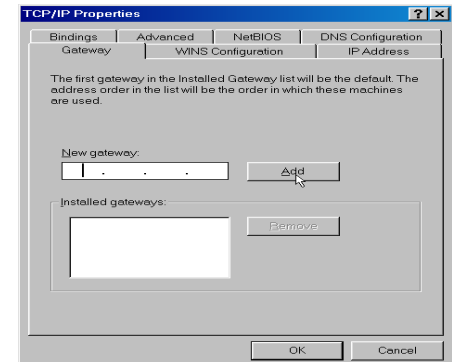 TCP/IP Properties
Bindings Advanced NetBIOS DNS Configuration
Gateway WINS Configuration IP Address
The first gateway in the Installed Gateway list will be the default. The
address order in the list will be the order in which these machines
are used.
New gateway:
. . .
Add
Installed gateways:
Remove
OK Cancel